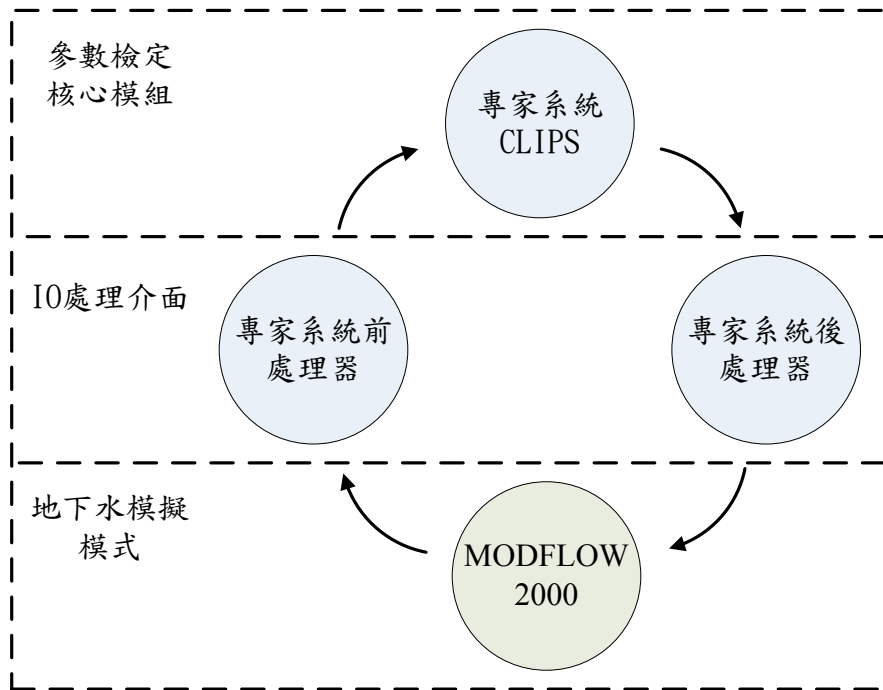 參數檢定
核心模組
專家系統
CLIPS
IO處理介面
專家系統前
處理器
專家系統後
處理器
地下水模擬
模式
MODFLOW
2000